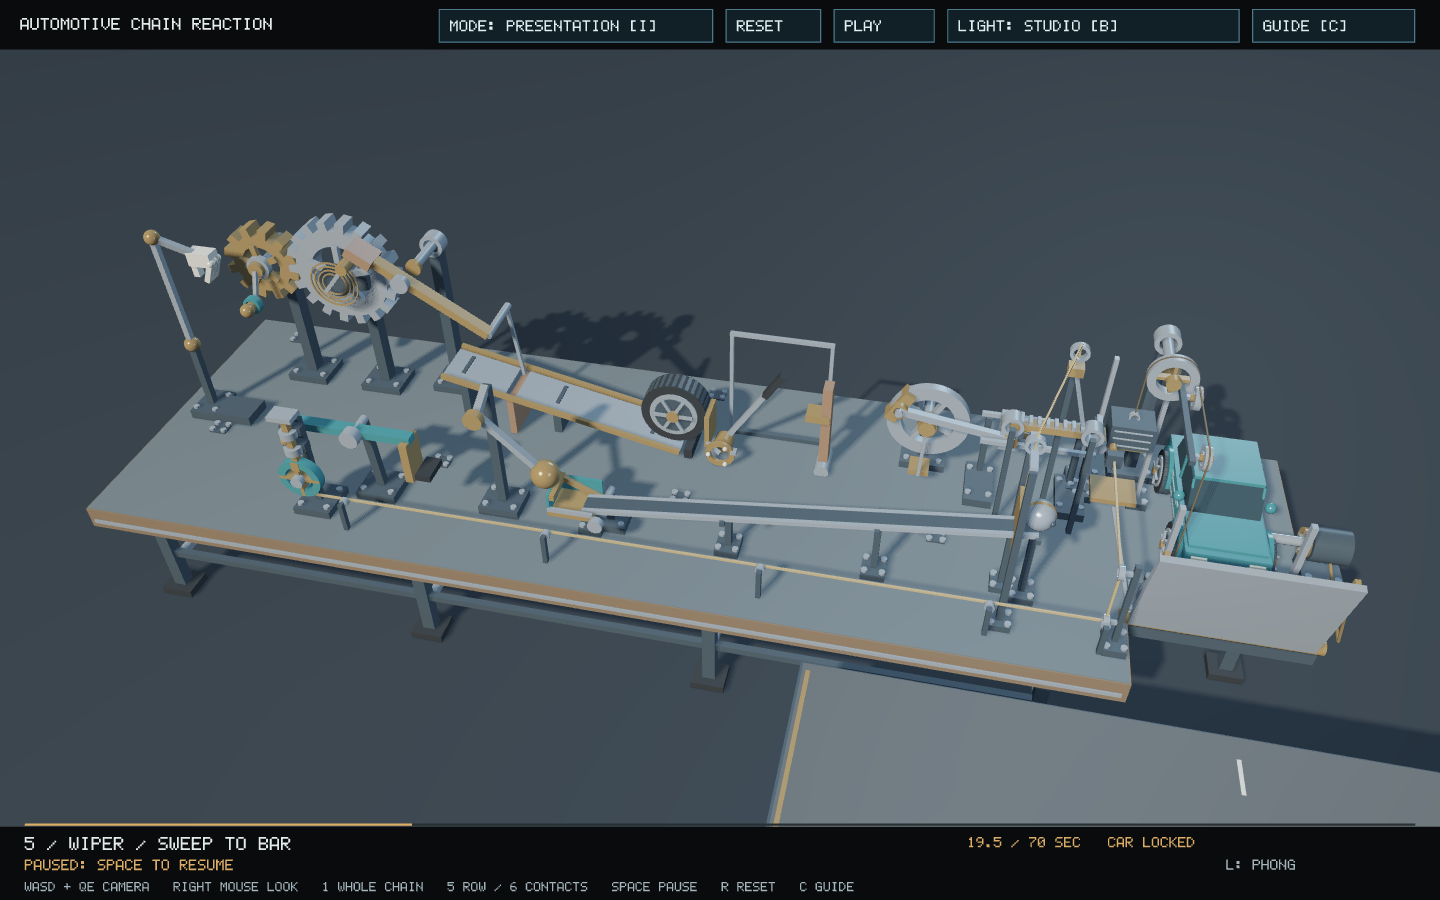 AUTOMOTIVE CHAIN REACTION
MODE: PRESENTATION [I]
RESET
PLAY
LIGHT: STUDIO [B]
GUIDE [C]
5 / WIPER / SWEEP TO BAR
19.5 / 70 SEC CAR LOCKED
PAUSED: SPACE TO RESUME
L: PHONG
WASD + QE CAMERA RIGHT MOUSE LOOK 1 WHOLE CHAIN 5 ROW / 6 CONTACTS SPACE PAUSE R RESET C GUIDE